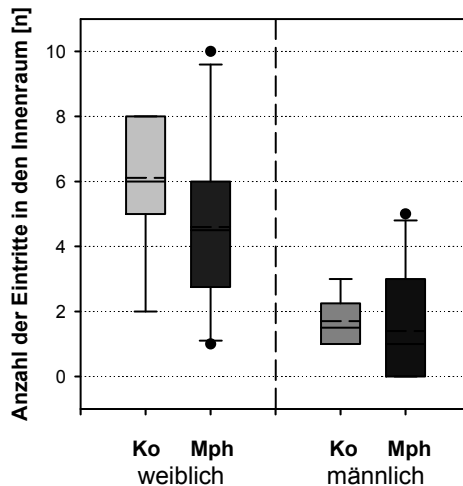 Anzahl der Eintritte in den Innenraum [n]
10
8
6
4
2
0
Ko Mph Ko Mph
weiblich männlich